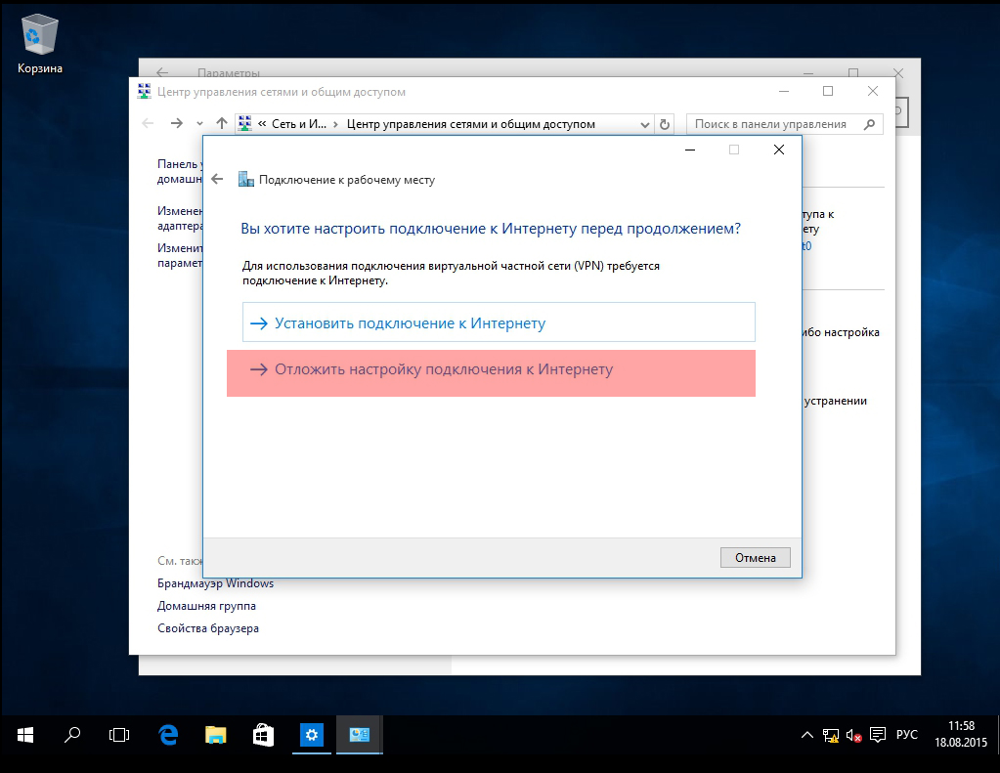 Корзина
Параметры
Центр управления сетями и общим доступом
« Сеть и И... › Центр управления сетями и общим доступом
Поиск в панели управления
Панель
домашн
Изменен
адаптера
Изменит
парамет
тупа к
ету
t0
ибо настройка
устранении
Подключение к рабочему месту
Вы хотите настроить подключение к Интернету перед продолжением?
Для использования подключения виртуальной частной сети (VPN) требуется
подключение к Интернету.
Установить подключение к Интернету
Отложить настройку подключения к Интернету
Отмена
См. такж
Брандмауэр Windows
Домашняя группа
Свойства браузера
РУС
11:58
18.08.2015